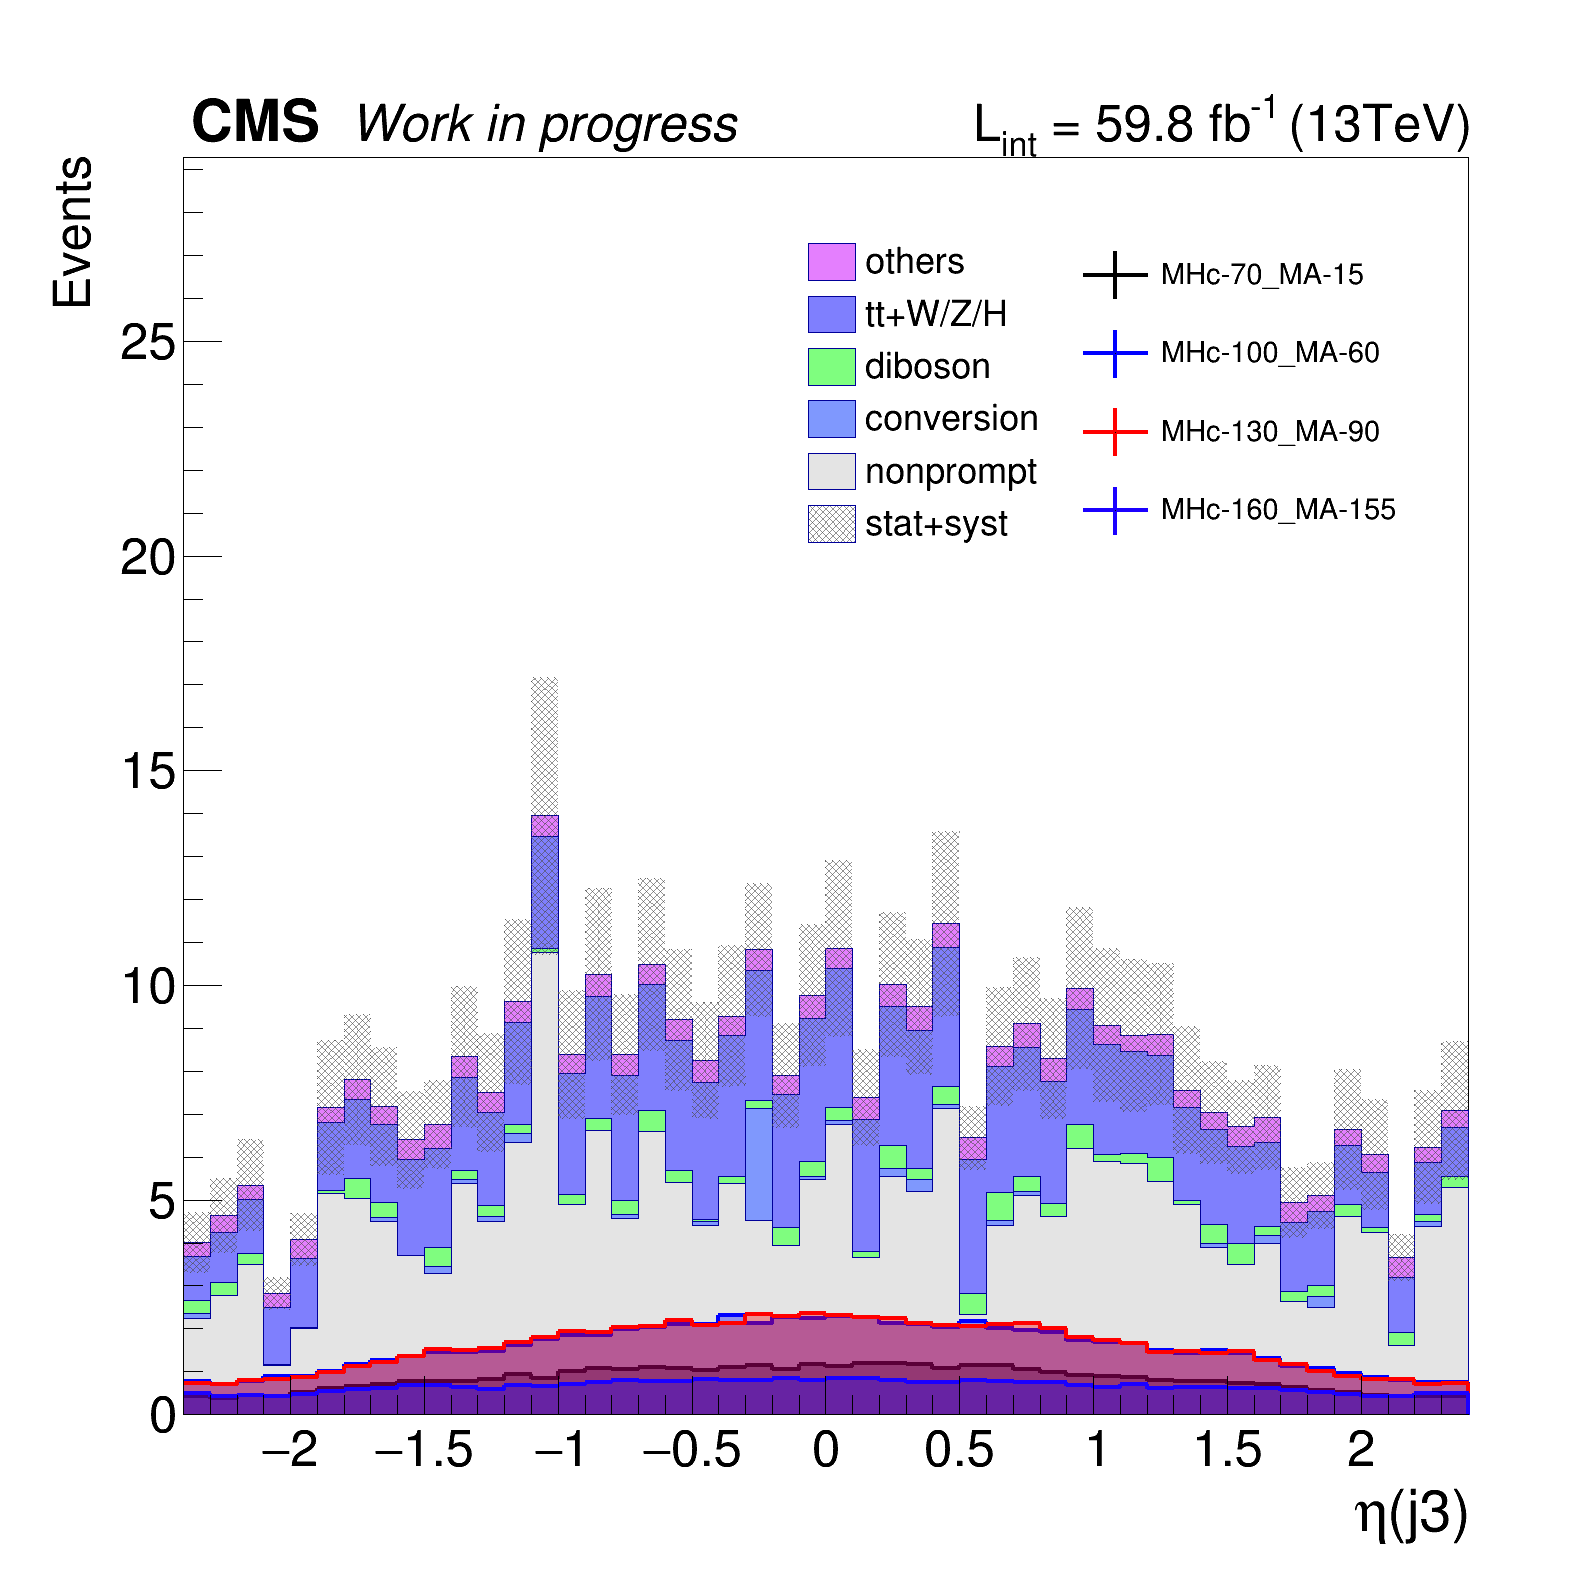 CMS Work in progress
L_int = 59.8 fb^-1 (13TeV)
Events
others
tt+W/Z/H
diboson
conversion
nonprompt
stat+syst
MHc-70_MA-15
MHc-100_MA-60
MHc-130_MA-90
MHc-160_MA-155
25
20
15
10
5
0
−2 −1.5 −1 −0.5 0 0.5 1 1.5 2
η(j3)